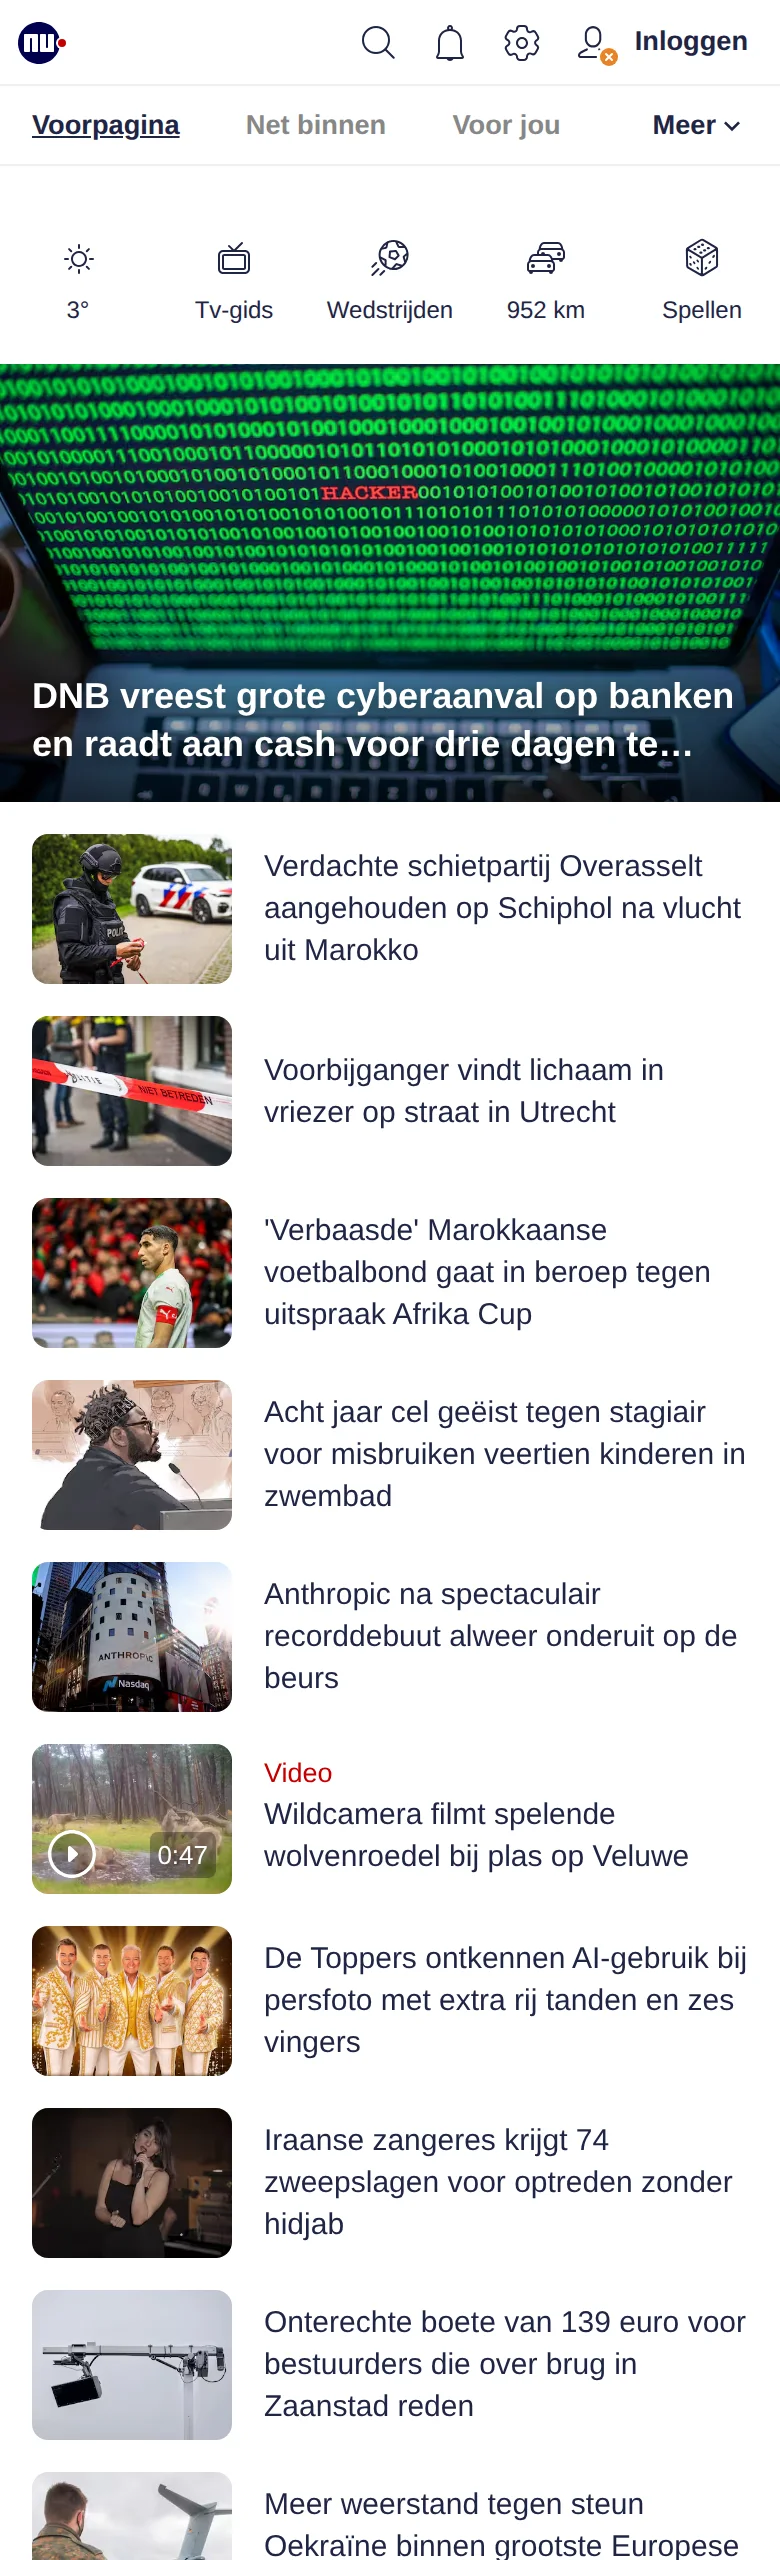 nu
Inloggen
Voorpagina Net binnen Voor jou Meer
3° Tv-gids Wedstrijden 952 km Spellen
HACKER
DNB vreest grote cyberaanval op banken
en raadt aan cash voor drie dagen te…
Verdachte schietpartij Overasselt
aangehouden op Schiphol na vlucht
uit Marokko
NIET BETREDEN
Voorbijganger vindt lichaam in
vriezer op straat in Utrecht
'Verbaasde' Marokkaanse
voetbalbond gaat in beroep tegen
uitspraak Afrika Cup
Acht jaar cel geëist tegen stagiair
voor misbruiken veertien kinderen in
zwembad
ANTHROPIC
Nasdaq
Anthropic na spectaculair
recorddebuut alweer onderuit op de
beurs
0:47
Video
Wildcamera filmt spelende
wolvenroedel bij plas op Veluwe
De Toppers ontkennen AI-gebruik bij
persfoto met extra rij tanden en zes
vingers
Iraanse zangeres krijgt 74
zweepslagen voor optreden zonder
hidjab
Onterechte boete van 139 euro voor
bestuurders die over brug in
Zaanstad reden
Meer weerstand tegen steun
Oekraïne binnen grootste Europese